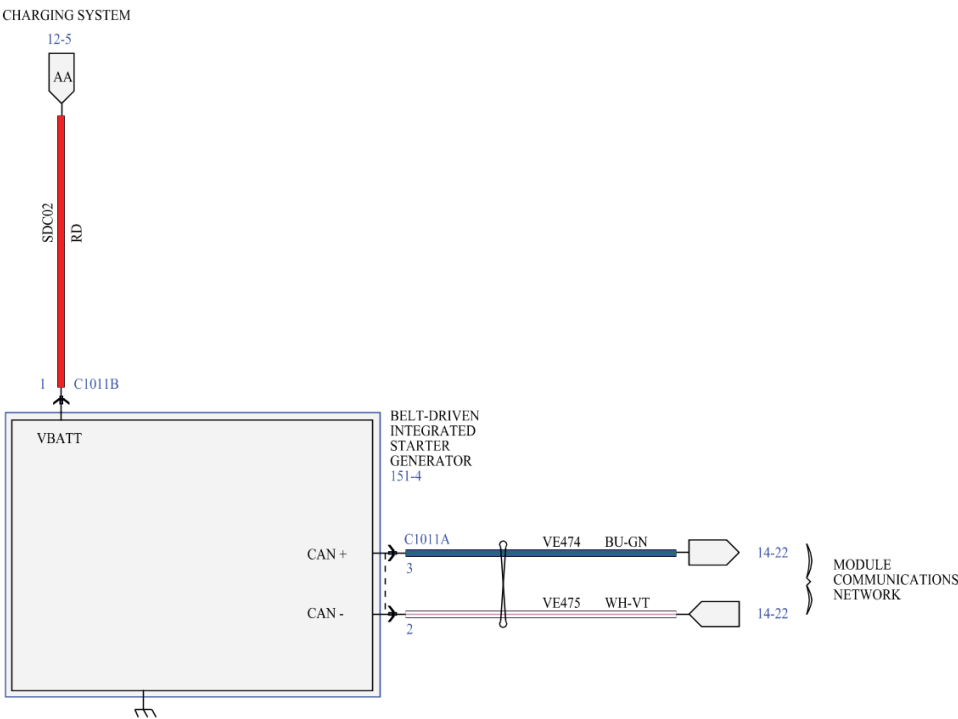 CHARGING SYSTEM
12-5
AA
SDC02
RD
1 C1011B
VBATT
BELT-DRIVEN
INTEGRATED
STARTER
GENERATOR
151-4
CAN +
C1011A
3
VE474 BU-GN
14-22
CAN -
2
VE475 WH-VT
14-22
MODULE
COMMUNICATIONS
NETWORK